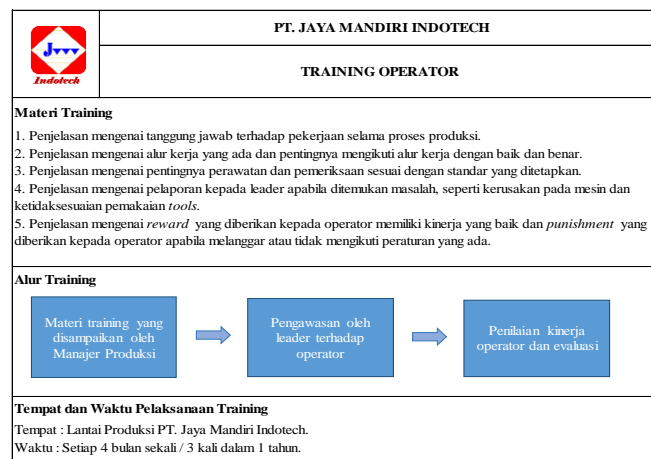 PT. JAYA MANDIRI INDOTECH
Jvvv
Indotech
TRAINING OPERATOR
Materi Training
1. Penjelasan mengenai tanggung jawab terhadap pekerjaan selama proses produksi.
2. Penjelasan mengenai alur kerja yang ada dan pentingnya mengikuti alur kerja dengan baik dan benar.
3. Penjelasan mengenai pentingnya perawatan dan pemeriksaan sesuai dengan standar yang ditetapkan.
4. Penjelasan mengenai pelaporan kepada leader apabila ditemukan masalah, seperti kerusakan pada mesin dan
ketidaksesuaian pemakaian tools.
5. Penjelasan mengenai reward yang diberikan kepada operator memiliki kinerja yang baik dan punishment yang
diberikan kepada operator apabila melanggar atau tidak mengikuti peraturan yang ada.
Alur Training
Materi training yang
disampaikan oleh
Manajer Produksi
Pengawasan oleh
leader terhadap
operator
Penilaian kinerja
operator dan evaluasi
Tempat dan Waktu Pelaksanaan Training
Tempat : Lantai Produksi PT. Jaya Mandiri Indotech.
Waktu : Setiap 4 bulan sekali / 3 kali dalam 1 tahun.